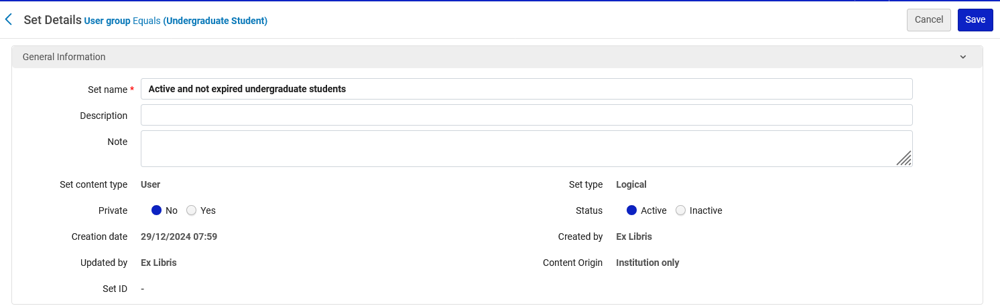 Set Details User group Equals (Undergraduate Student)
Cancel
Save
General Information
Set name * Active and not expired undergraduate students
Description
Note
Set content type User Set type Logical
Private No Yes Status Active Inactive
Creation date 29/12/2024 07:59 Created by Ex Libris
Updated by Ex Libris Content Origin Institution only
Set ID -